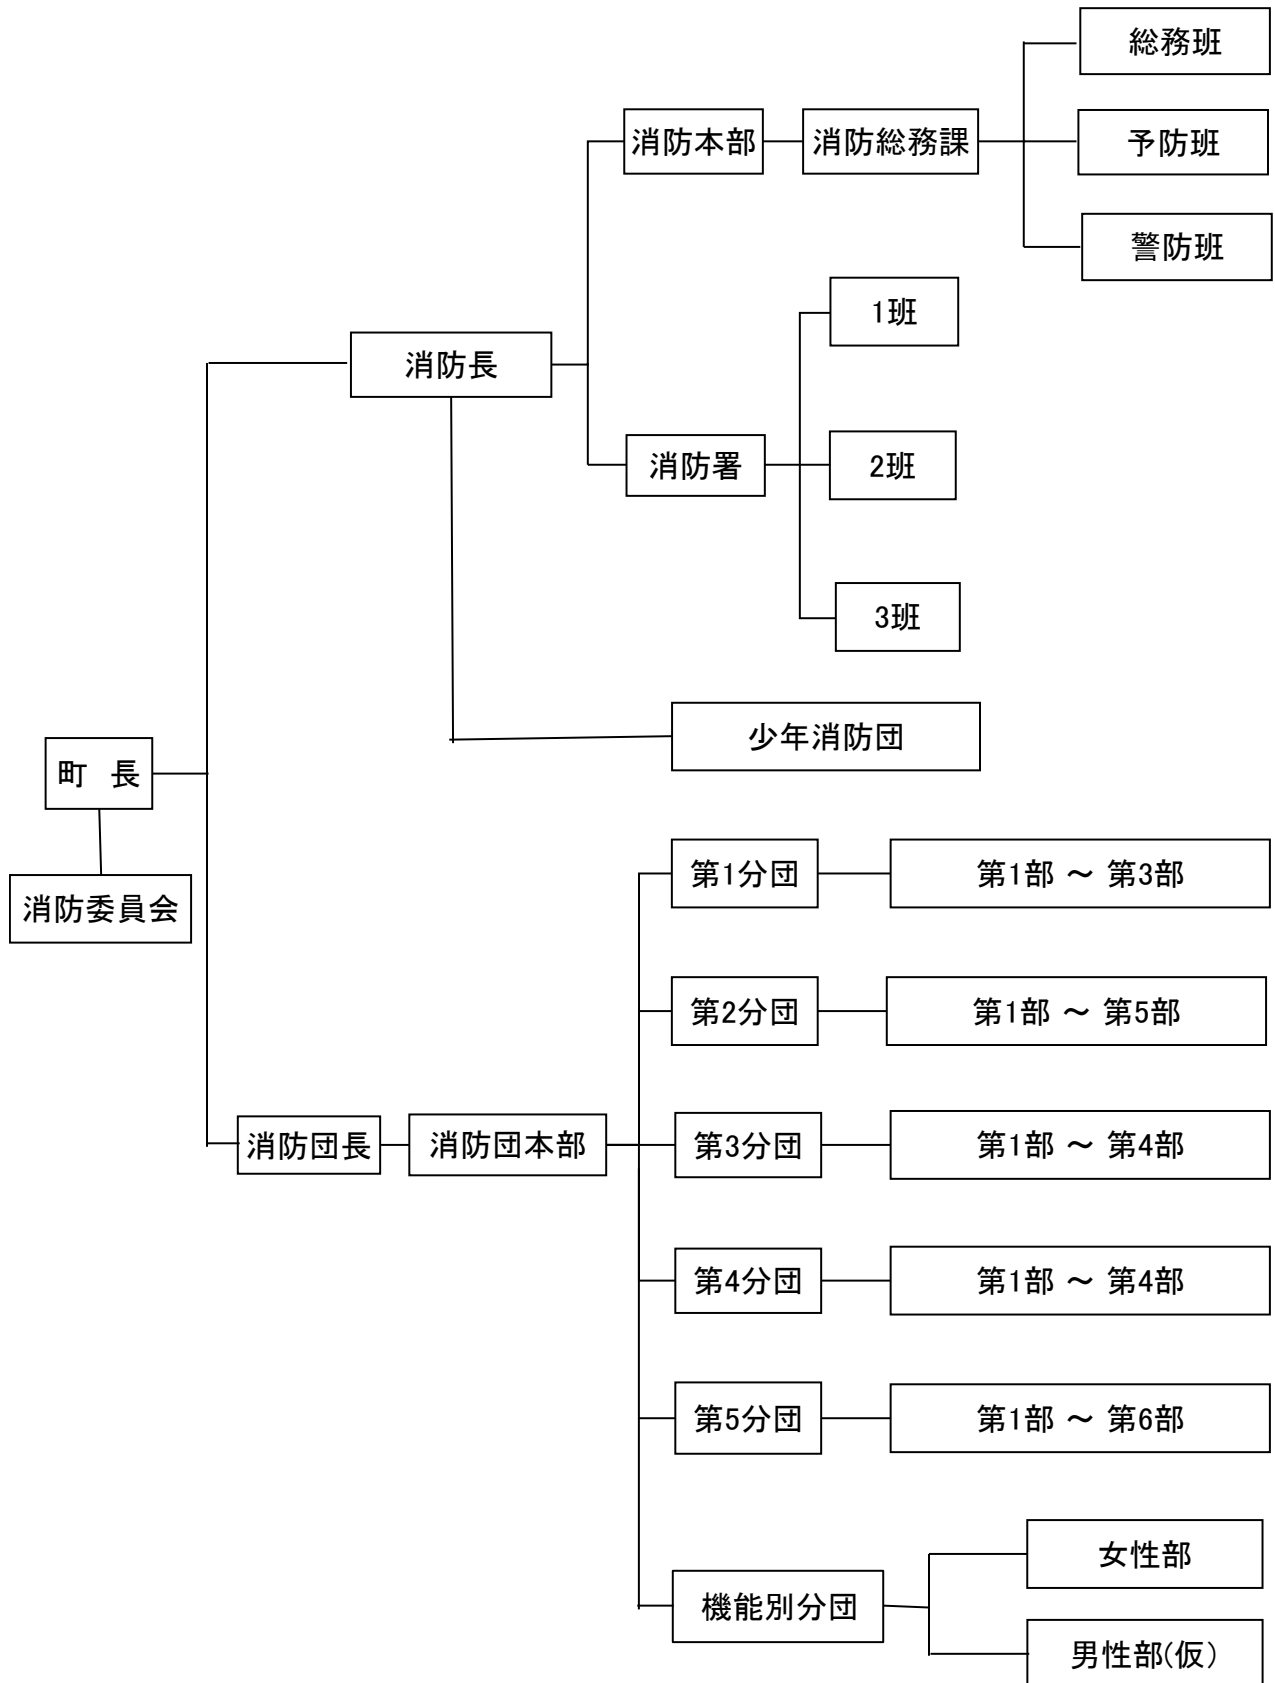 総務班
消防本部
消防総務課
予防班
警防班
1班
消防長
消防署
2班
3班
少年消防団
町　長
消防委員会
第1分団
第1部 ～ 第3部
第2分団
第1部 ～ 第5部
消防団長
消防団本部
第3分団
第1部 ～ 第4部
第4分団
第1部 ～ 第4部
第5分団
第1部 ～ 第6部
女性部
機能別分団
男性部(仮)